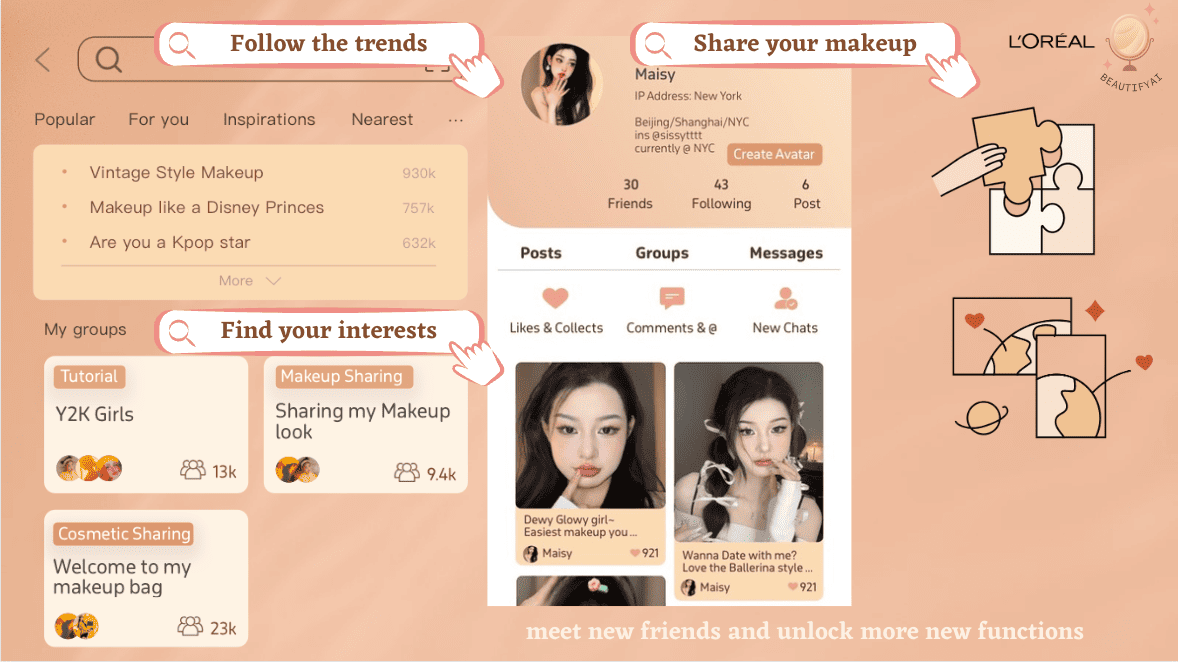 Follow the trends
Popular
For you
Inspirations
Nearest
...
Vintage Style Makeup
930k
Makeup like a Disney Princes
757k
Are you a Kpop star
632k
More
My groups
Find your interests
Tutorial
Y2K Girls
13k
Makeup Sharing
Sharing my Makeup
look
9.4k
Cosmetic Sharing
Welcome to my
makeup bag
23k
Share your makeup
Maisy
IP Address: New York
Beijing/Shanghai/NYC
ins @sissytttt
currently @ NYC
Create Avatar
30
Friends
43
Following
6
Post
Posts
Groups
Messages
Likes & Collects
Comments & @
New Chats
Dewy Glowy girl~
Easiest makeup you ...
Maisy
921
Wanna Date with me?
Love the Ballerina style ...
Maisy
921
L'ORÉAL
BEAUTIFYAI
meet new friends and unlock more new functions